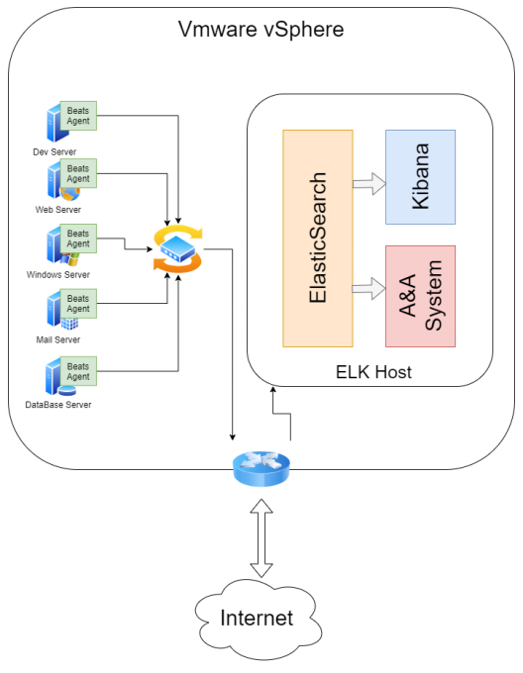 Vmware vSphere
Beats
Agent
Dev Server
Beats
Agent
Web Server
Beats
Agent
Windows Server
Beats
Agent
Mail Server
Beats
Agent
DataBase Server
ElasticSearch
Kibana
A&A
System
ELK Host
Internet